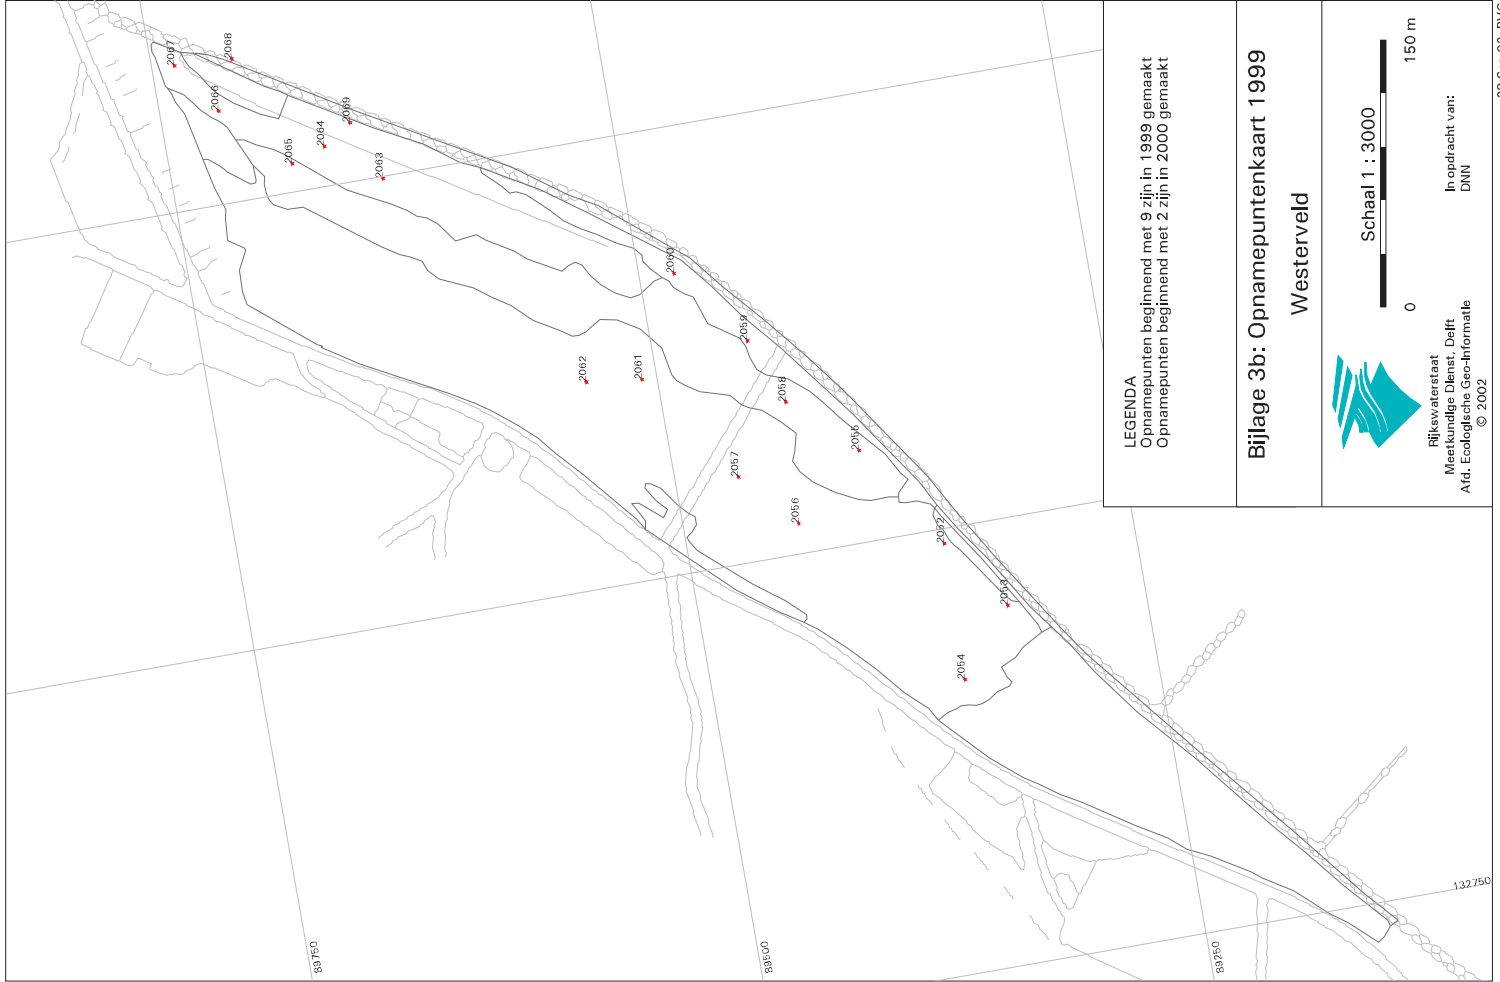 LEGENDA
Opnamepunten beginnend met 9 zijn in 1999 gemaakt
Opnamepunten beginnend met 2 zijn in 2000 gemaakt
Bijlage 3b: Opnamepuntenkaart 1999
Westerveld
Schaal 1 : 3000
0
150 m
Rijkswaterstaat
Meetkundige Dienst, Delft
Afd. Ecologische Geo-Informatie
© 2002
In opdracht van:
DNN
2067
2068
2066
2069
2064
2065
2063
2060
2059
2062
2061
2058
2055
2057
2056
2052
2053
2054
89750
89500
89250
132750